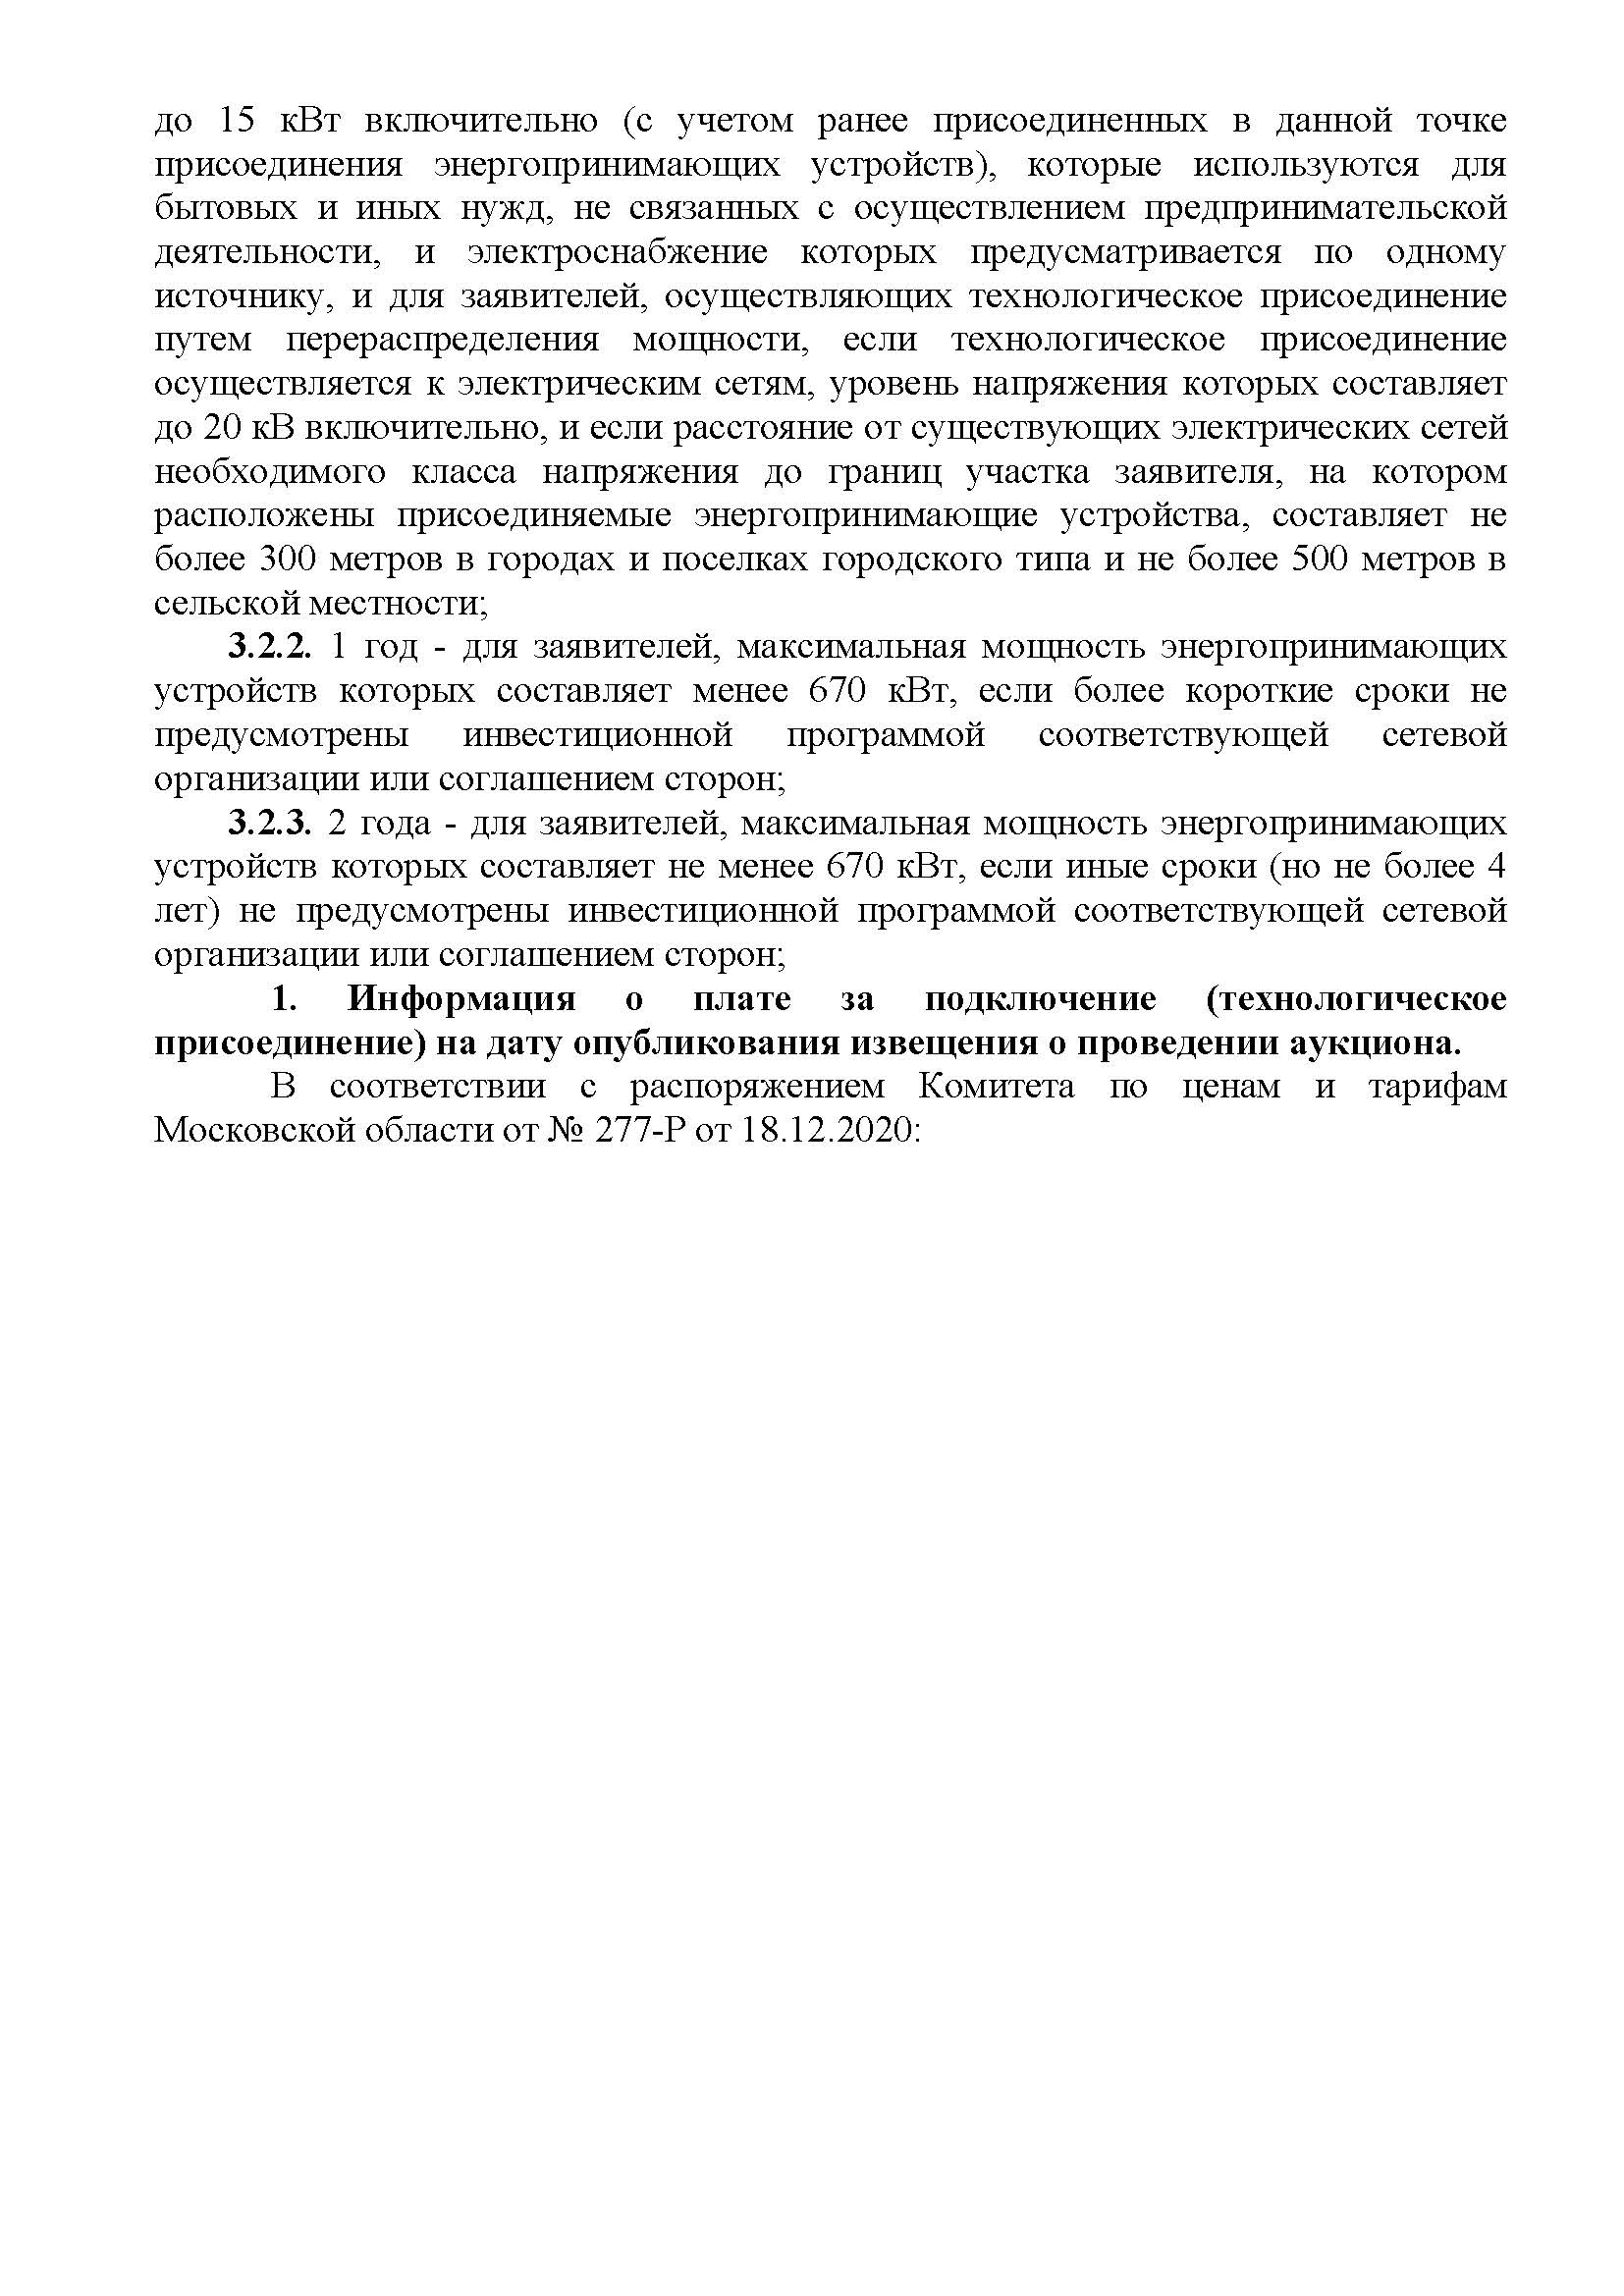 до 15 кВт включительно (с учетом ранее присоединенных в данной точке
присоединения энергопринимающих устройств), которые используются для
бытовых и иных нужд, не связанных с осуществлением предпринимательской
деятельности, и электроснабжение которых предусматривается по одному
источнику, и для заявителей, осуществляющих технологическое присоединение
путем перераспределения мощности, если технологическое присоединение
осуществляется к электрическим сетям, уровень напряжения которых составляет
до 20 кВ включительно, и если расстояние от существующих электрических сетей
необходимого класса напряжения до границ участка заявителя, на котором
расположены присоединяемые энергопринимающие устройства, составляет не
более 300 метров в городах и поселках городского типа и не более 500 метров в
сельской местности;
3.2.2. 1 год - для заявителей, максимальная мощность энергопринимающих
устройств которых составляет менее 670 кВт, если более короткие сроки не
предусмотрены инвестиционной программой соответствующей сетевой
организации или соглашением сторон;
3.2.3. 2 года - для заявителей, максимальная мощность энергопринимающих
устройств которых составляет не менее 670 кВт, если иные сроки (но не более 4
лет) не предусмотрены инвестиционной программой соответствующей сетевой
организации или соглашением сторон;
1. Информация о плате за подключение (технологическое
присоединение) на дату опубликования извещения о проведении аукциона.
В соответствии с распоряжением Комитета по ценам и тарифам
Московской области от № 277-Р от 18.12.2020: